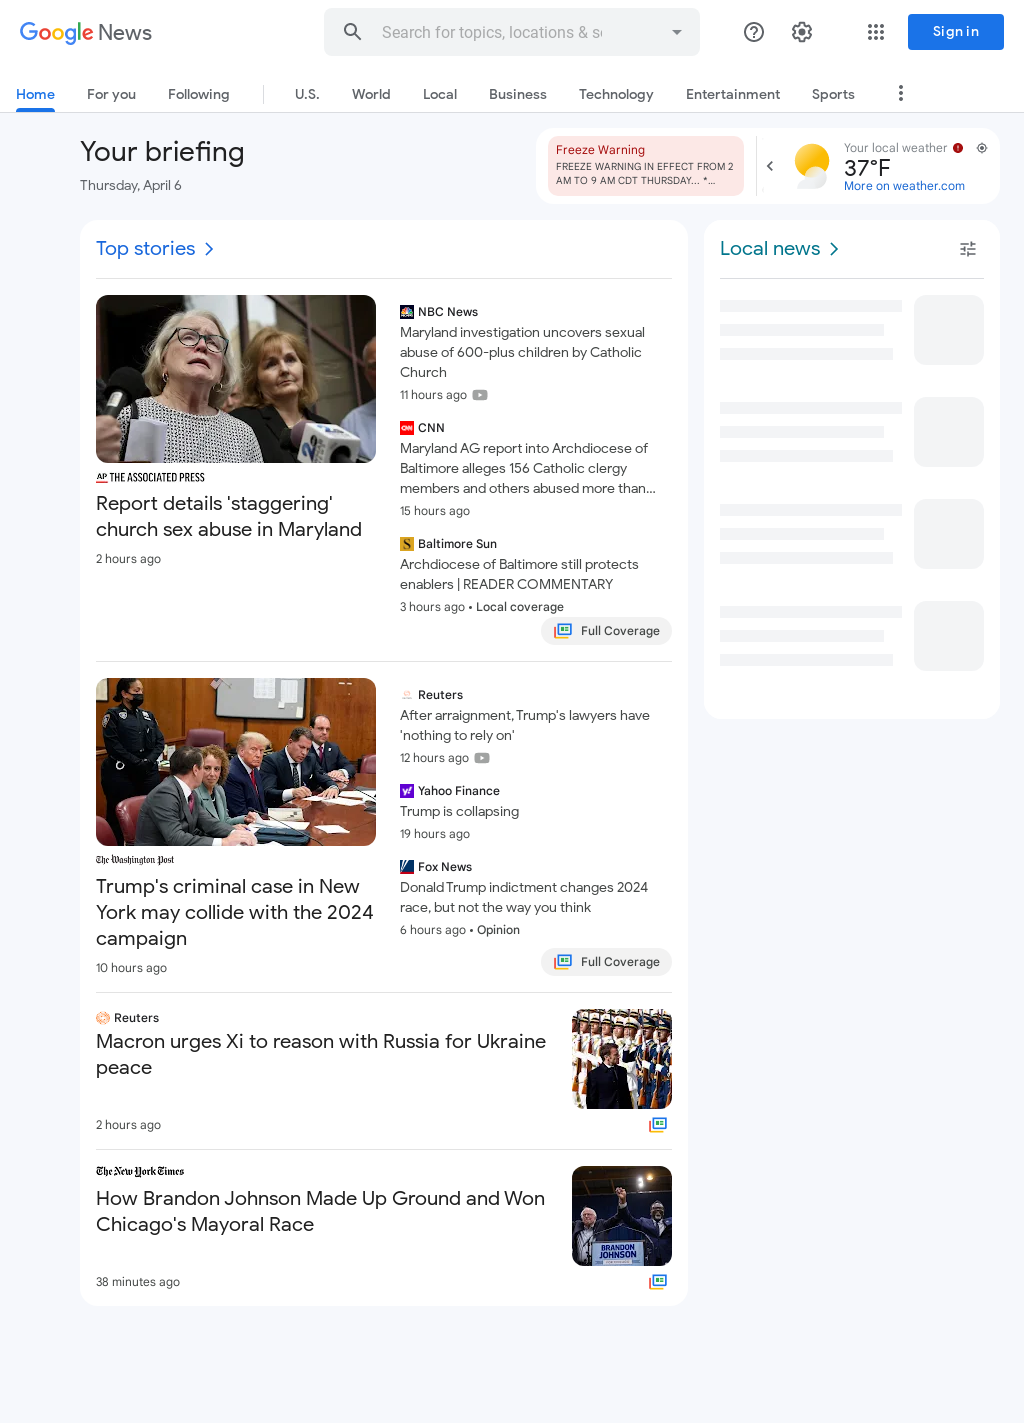 Google News
Search for topics, locations & so
Sign in
Home
For you
Following
U.S.
World
Local
Business
Technology
Entertainment
Sports
Your briefing
Thursday, April 6
Freeze Warning
FREEZE WARNING IN EFFECT FROM 2
AM TO 9 AM CDT THURSDAY... *...
Your local weather
37°F
More on weather.com
Top stories
AP THE ASSOCIATED PRESS
Report details 'staggering'
church sex abuse in Maryland
2 hours ago
NBC News
Maryland investigation uncovers sexual
abuse of 600-plus children by Catholic
Church
11 hours ago
CNN
Maryland AG report into Archdiocese of
Baltimore alleges 156 Catholic clergy
members and others abused more than...
15 hours ago
Baltimore Sun
Archdiocese of Baltimore still protects
enablers | READER COMMENTARY
3 hours ago • Local coverage
Full Coverage
The Washington Post
Trump's criminal case in New
York may collide with the 2024
campaign
10 hours ago
Reuters
After arraignment, Trump's lawyers have
'nothing to rely on'
12 hours ago
Yahoo Finance
Trump is collapsing
19 hours ago
Fox News
Donald Trump indictment changes 2024
race, but not the way you think
6 hours ago • Opinion
Full Coverage
Reuters
Macron urges Xi to reason with Russia for Ukraine
peace
2 hours ago
The New York Times
How Brandon Johnson Made Up Ground and Won
Chicago's Mayoral Race
BRANDON
JOHNSON
38 minutes ago
Local news